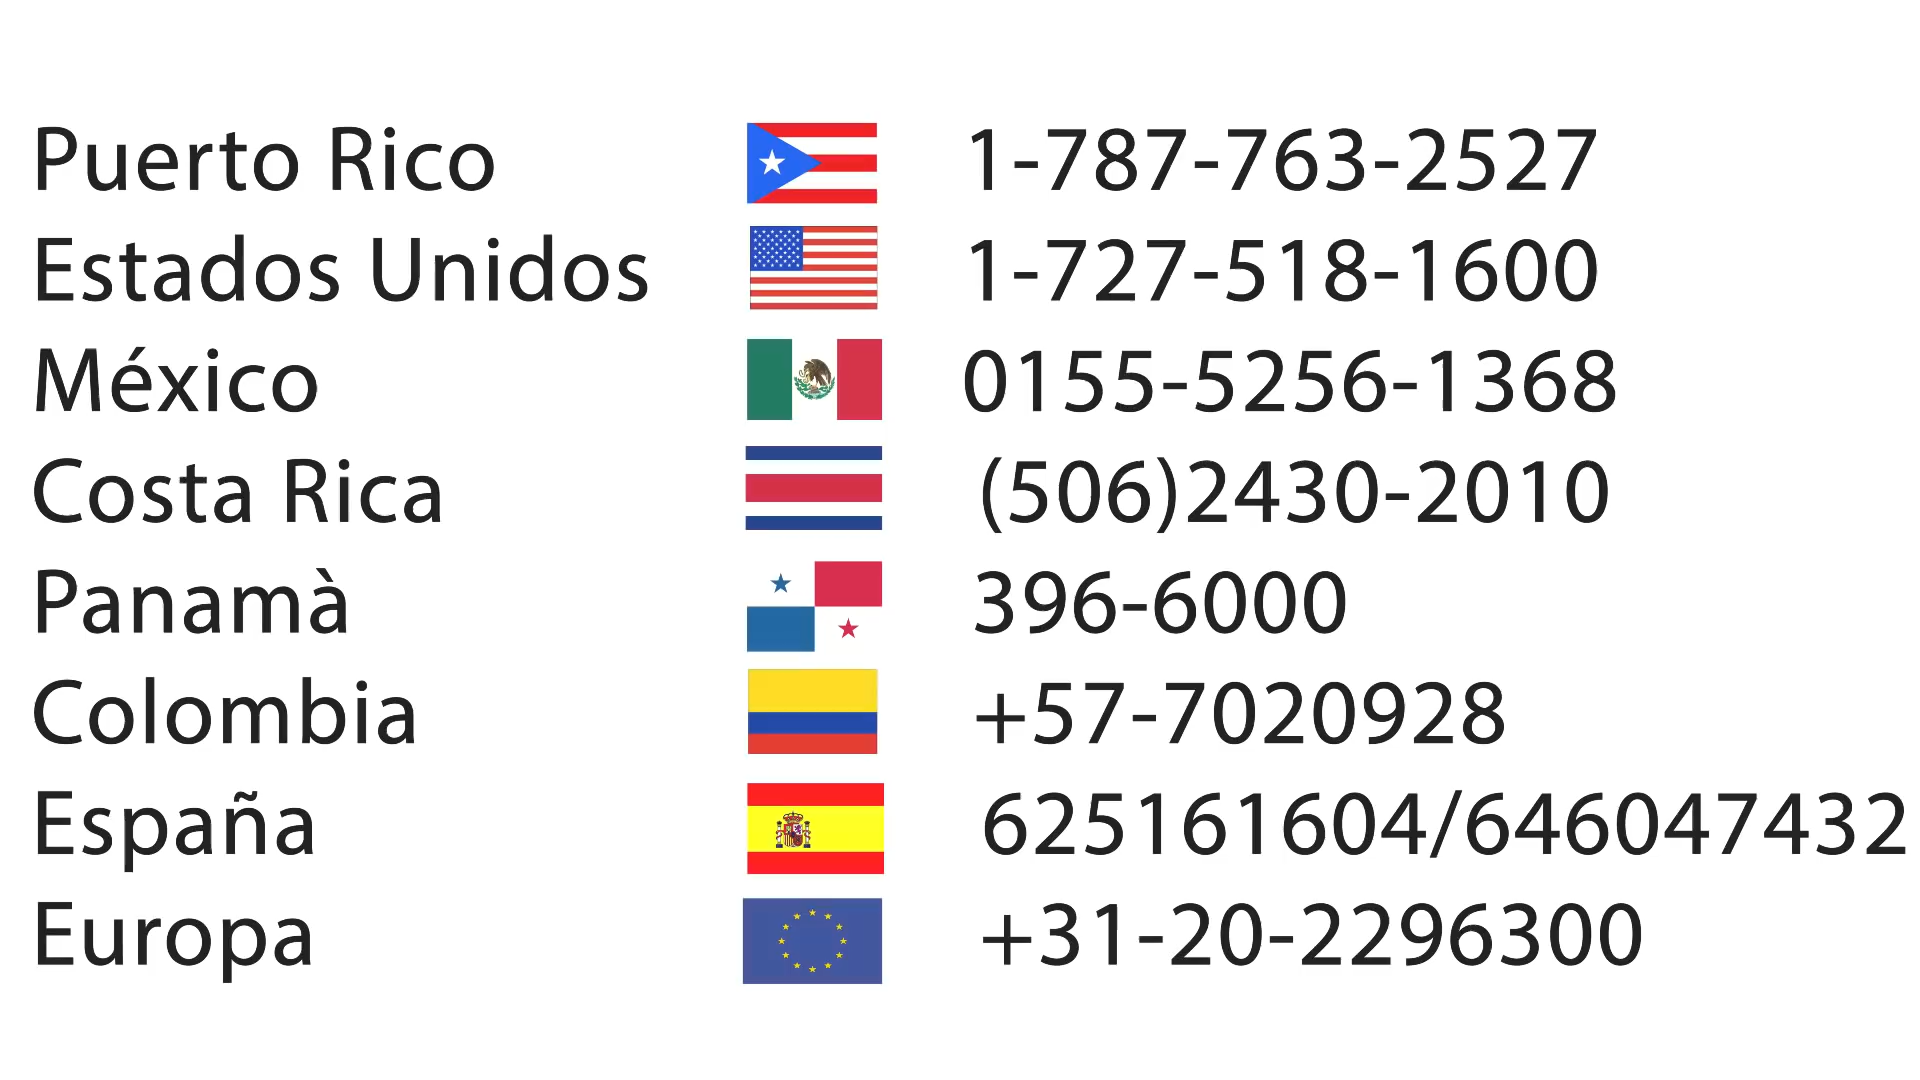 Puerto Rico 1-787-763-2527
Estados Unidos 1-727-518-1600
México 0155-5256-1368
Costa Rica (506)2430-2010
Panamà 396-6000
Colombia +57-7020928
España 625161604/646047432
Europa +31-20-2296300